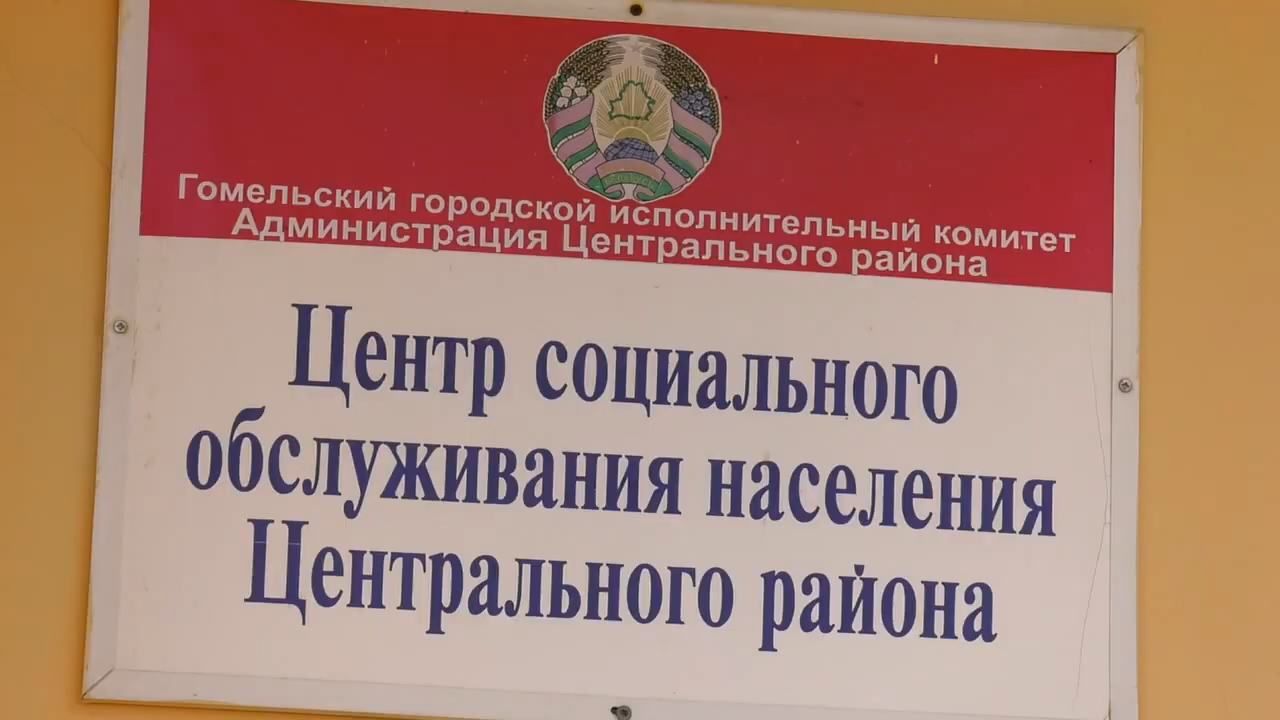 Гомельский городской исполнительный комитет
Администрация Центрального района
Центр социального
обслуживания населения
Центрального района